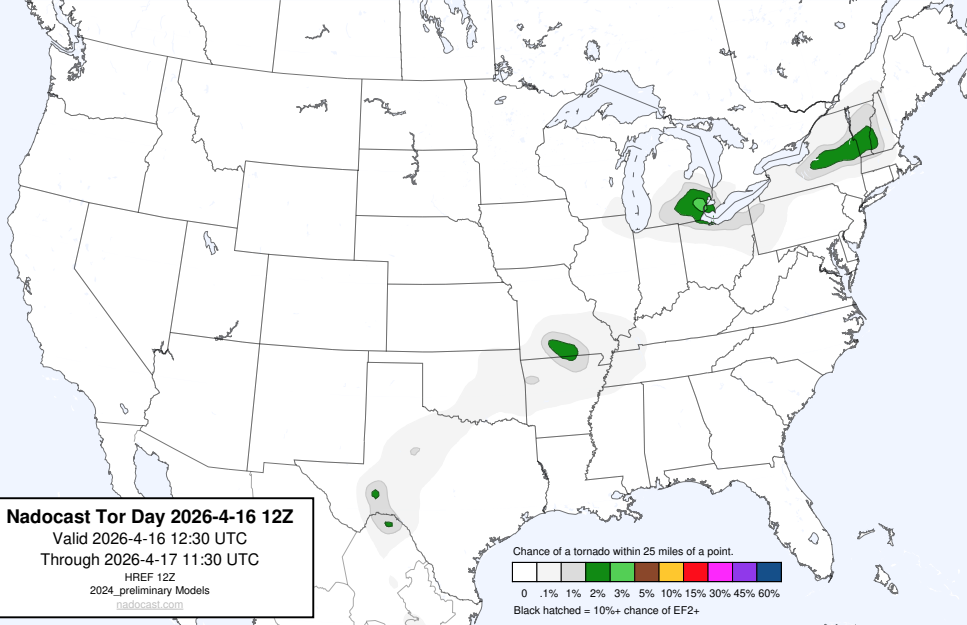 Nadocast Tor Day 2026-4-16 12Z
Valid 2026-4-16 12:30 UTC
Through 2026-4-17 11:30 UTC
HREF 12Z
2024_preliminary Models
nadocast.com
Chance of a tornado within 25 miles of a point.
0 .1% 1% 2% 3% 5% 10% 15% 30% 45% 60%
Black hatched = 10%+ chance of EF2+